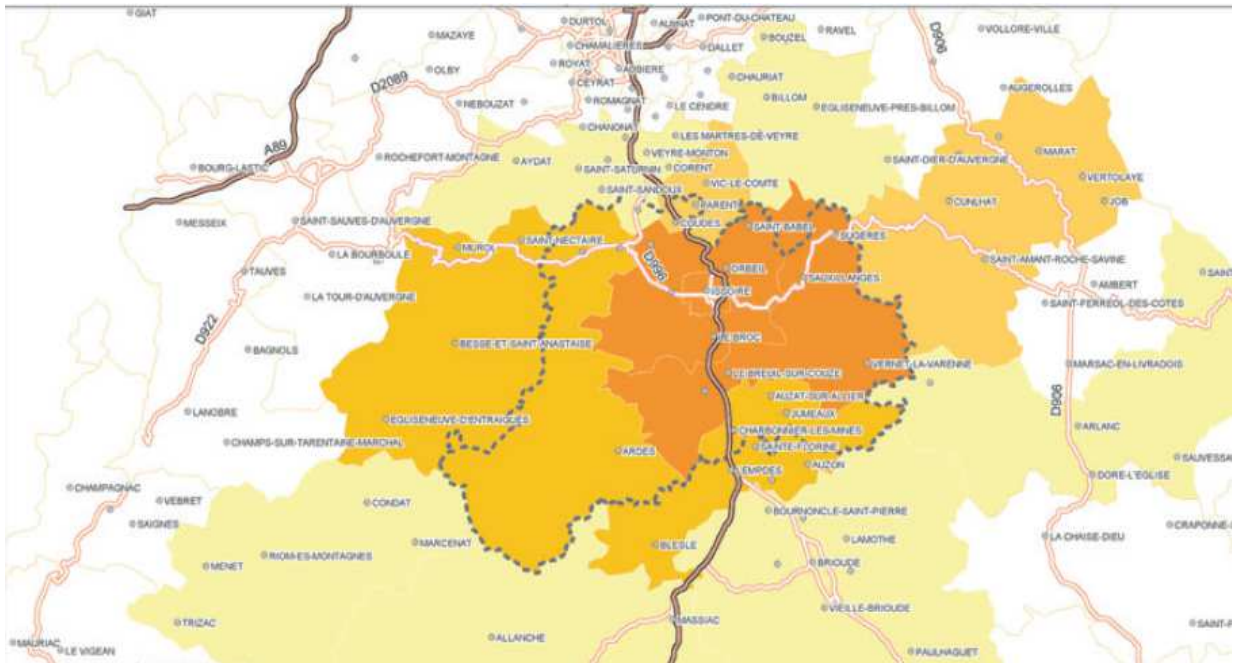 GIAT
DURTOL
AULNAT
PONT-DU-CHATEAU
MAZAYE
BOUZEL
RAVEL
VOLLORE-VILLE
CHAMALIERES
DALLET
D906
ROYAT
AUBIERE
OLBY
CEYRAT
CHAURIAT
D2089
NEBOUZAT
ROMAGNAT
LE CENDRE
BILLOM
EGLISENEUVE-PRES-BILLOM
AUGEROLLES
CHANONAT
LES MARTRES-DE-VEYRE
A89
ROCHEFORT-MONTAGNE
AYDAT
VEYRE-MONTON
SAINT-DIER-D'AUVERGNE
MARAT
BOURG-LASTIC
SAINT-SATURNIN
CORENT
VERTOLAYE
SAINT-SANDOUX
VIC-LE-COMTE
CUNLHAT
JOB
PARENT
MESSEIX
SAINT-SAUVES-D'AUVERGNE
COUDES
SAINT-BABEL
SUGERES
MUROL
SAINT-NECTAIRE
LA BOURBOULE
D996
ORBEIL
SAUXILLANGES
SAINT-AMANT-ROCHE-SAVINE
TAUVES
AMBERT
LA TOUR-D'AUVERGNE
ISSOIRE
SAINT-FERREOL-DES-COTES
D922
BESSE-ET-SAINT-ANASTAISE
LE BROC
BAGNOLS
VERNET-LA-VARENNE
MARSAC-EN-LIVRADOIS
LE BREUIL-SUR-COUZE
AUZAT-SUR-ALLIER
D906
LANOBRE
EGLISENEUVE-D'ENTRAIGUES
JUMEAUX
ARLANC
CHARBONNIER-LES-MINES
CHAMPS-SUR-TARENTAINE-MARCHAL
ARDES
SAINTE-FLORINE
SAUVESSA
AUZON
LEMPDES
DORE-L'EGLISE
CHAMPAGNAC
VEBRET
CONDAT
BOURNONCLE-SAINT-PIERRE
SAIGNES
CRAPONNE-
LAMOTHE
LA CHAISE-DIEU
MARCENAT
BLESLE
RIOM-ES-MONTAGNES
MENET
BRIOUDE
VIEILLE-BRIOUDE
TRIZAC
MASSIAC
MAURIAC
LE VIGEAN
ALLANCHE
PAULHAGUET